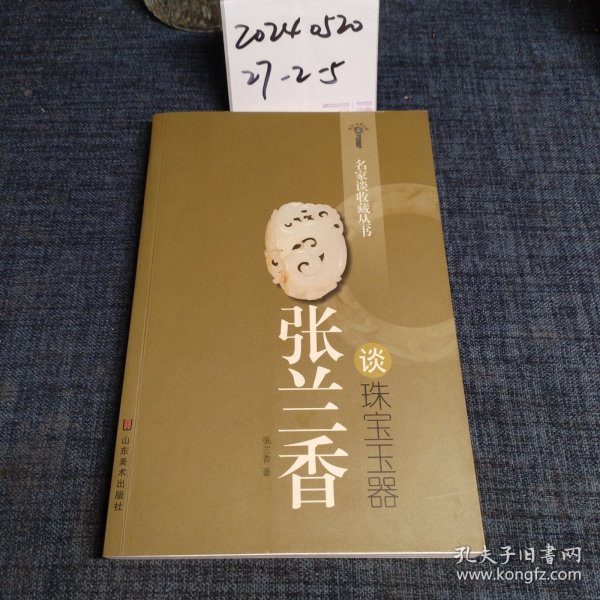 20240520
27-2-5
名家谈收藏丛书
张兰香
谈
珠宝玉器
张兰香 著
山东美术出版社
孔夫子旧书网
www.kongfz.com